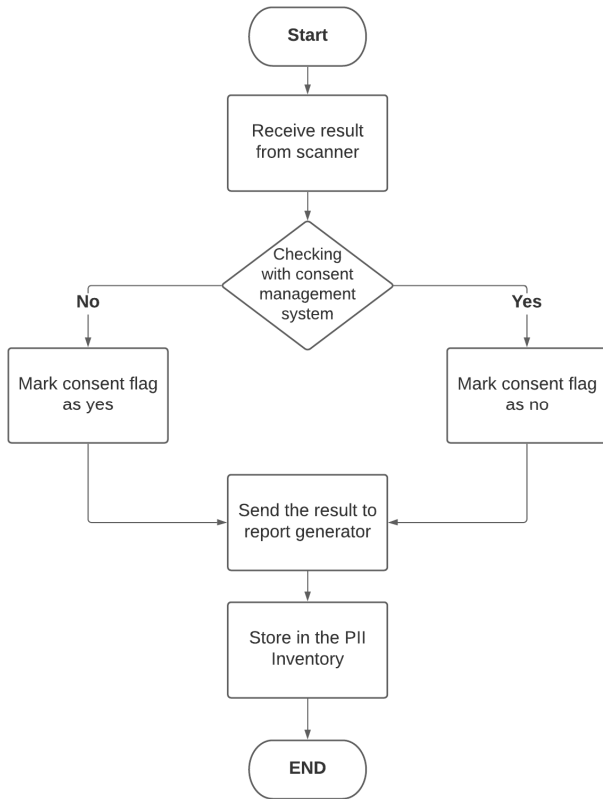 Start
Receive result
from scanner
Checking
with consent
management
system
No
Yes
Mark consent flag
as yes
Mark consent flag
as no
Send the result to
report generator
Store in the PII
Inventory
END